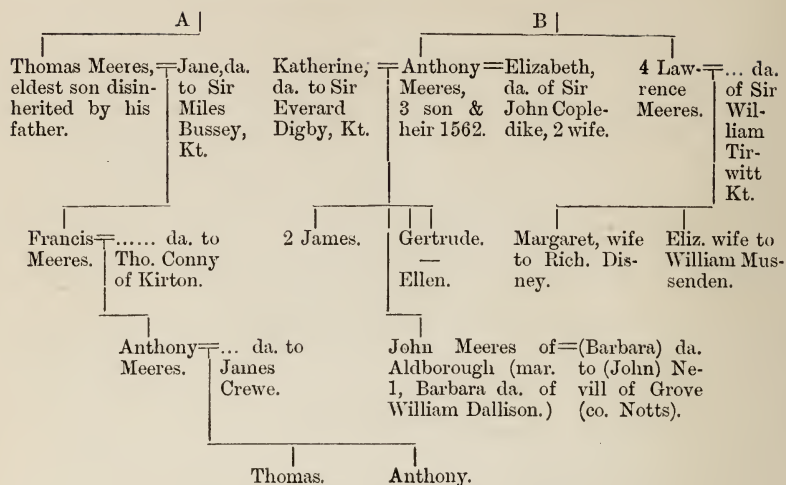 A B
Thomas Meeres,
eldest son disin-
herited by his
father.
Jane, da.
to Sir
Miles
Bussey,
Kt.
Katherine,
da. to Sir
Everard
Digby, Kt.
Anthony
Meeres,
3 son &
heir 1562.
Elizabeth,
da. of Sir
John Cople-
dike, 2 wife.
4 Law-
rence
Meeres.
... da.
of Sir
Wil-
liam
Tir-
witt
Kt.
Francis
Meeres.
...... da. to
Tho. Conny
of Kirton.
2 James.
Gertrude.
—
Ellen.
Margaret, wife
to Rich. Dis-
ney.
Eliz. wife to
William Mus-
senden.
Anthony
Meeres.
... da. to
James
Crewe.
John Meeres of
Aldborough (mar.
1, Barbara da. of
William Dallison.)
(Barbara) da.
to (John) Ne-
vill of Grove
(co. Notts).
Thomas. Anthony.